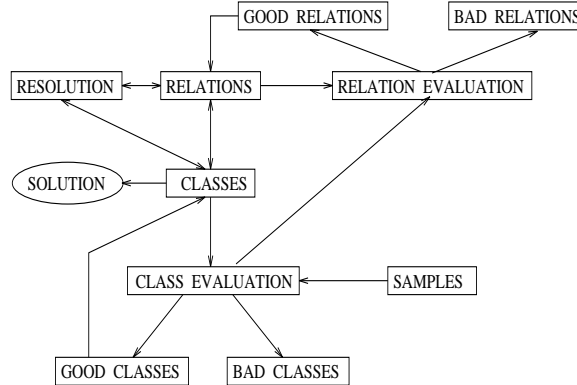 GOOD RELATIONS
BAD RELATIONS
RESOLUTION
RELATIONS
RELATION EVALUATION
SOLUTION
CLASSES
CLASS EVALUATION
SAMPLES
GOOD CLASSES
BAD CLASSES